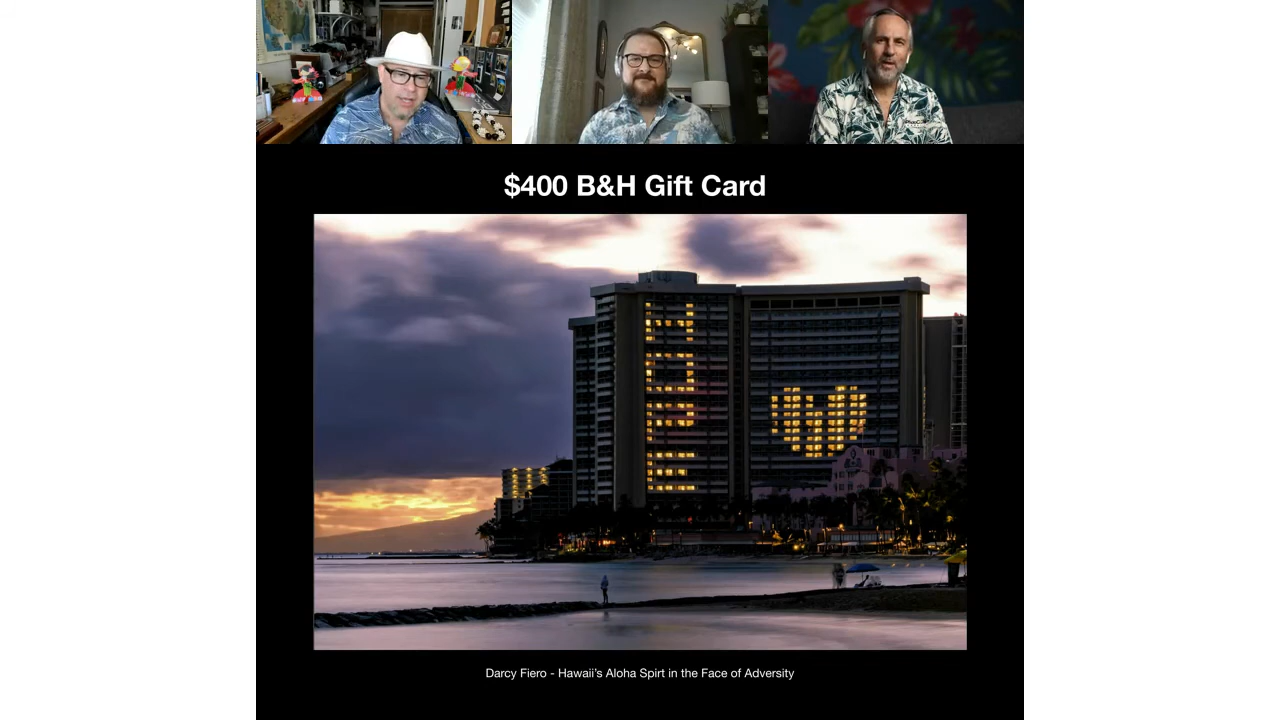 $400 B&H Gift Card
Darcy Fiero - Hawaii's Aloha Spirt in the Face of Adversity